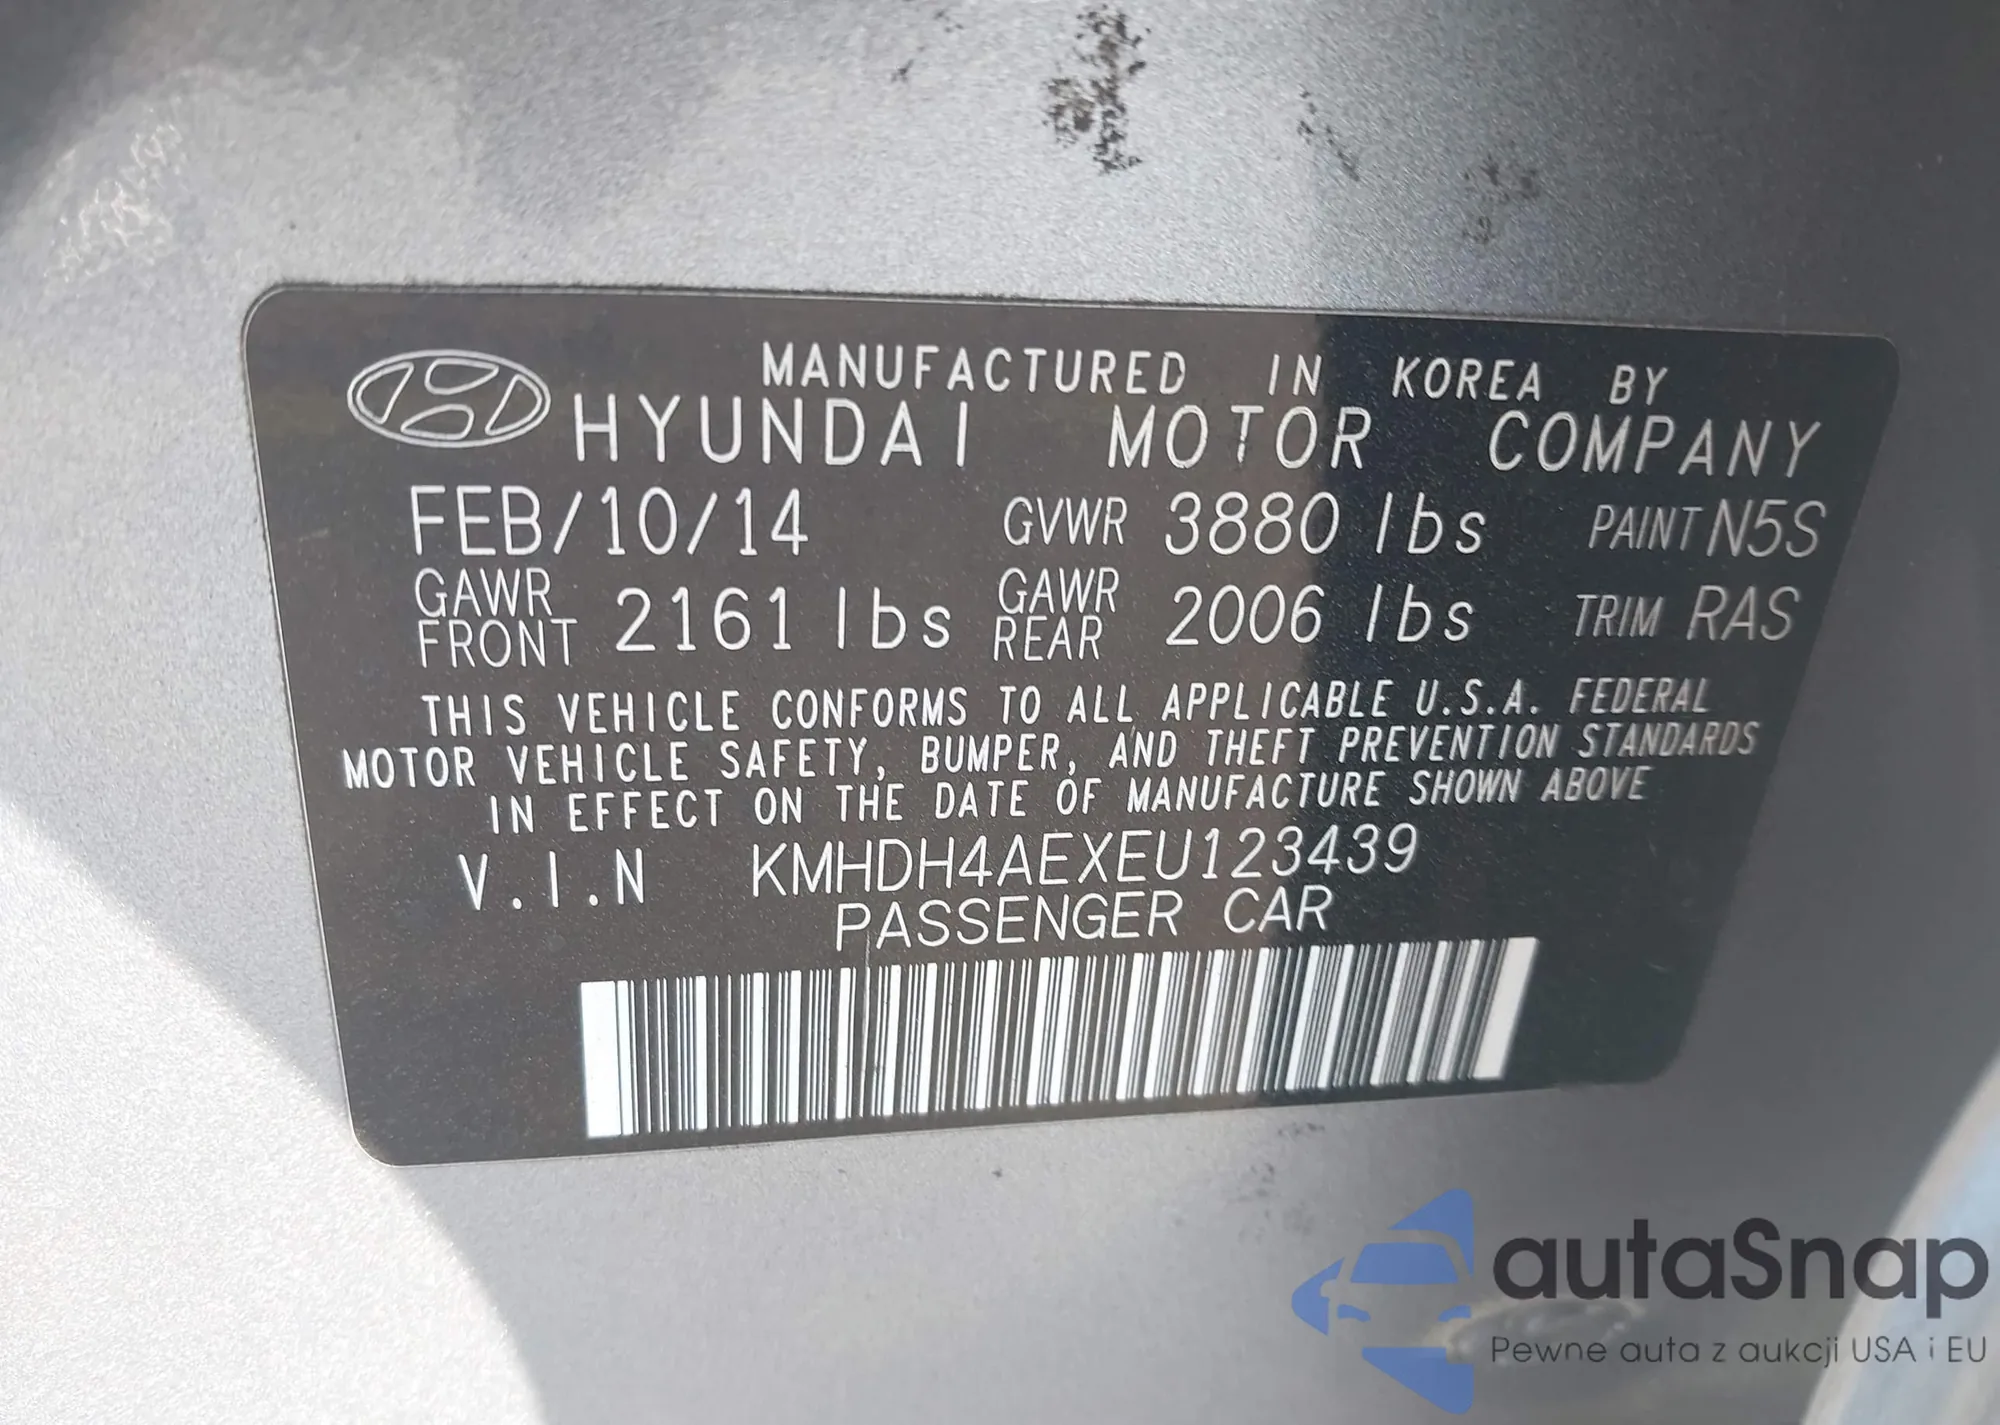 MANUFACTURED IN KOREA BY
HYUNDAI MOTOR COMPANY
FEB/10/14 GVWR 3880 lbs PAINT N5S
GAWR FRONT 2161 lbs GAWR REAR 2006 lbs TRIM RAS
THIS VEHICLE CONFORMS TO ALL APPLICABLE U.S.A. FEDERAL
MOTOR VEHICLE SAFETY, BUMPER, AND THEFT PREVENTION STANDARDS
IN EFFECT ON THE DATE OF MANUFACTURE SHOWN ABOVE
V.I.N KMHDH4AEXEU123439
PASSENGER CAR
autaSnap
Pewne auta z aukcji USA i EU